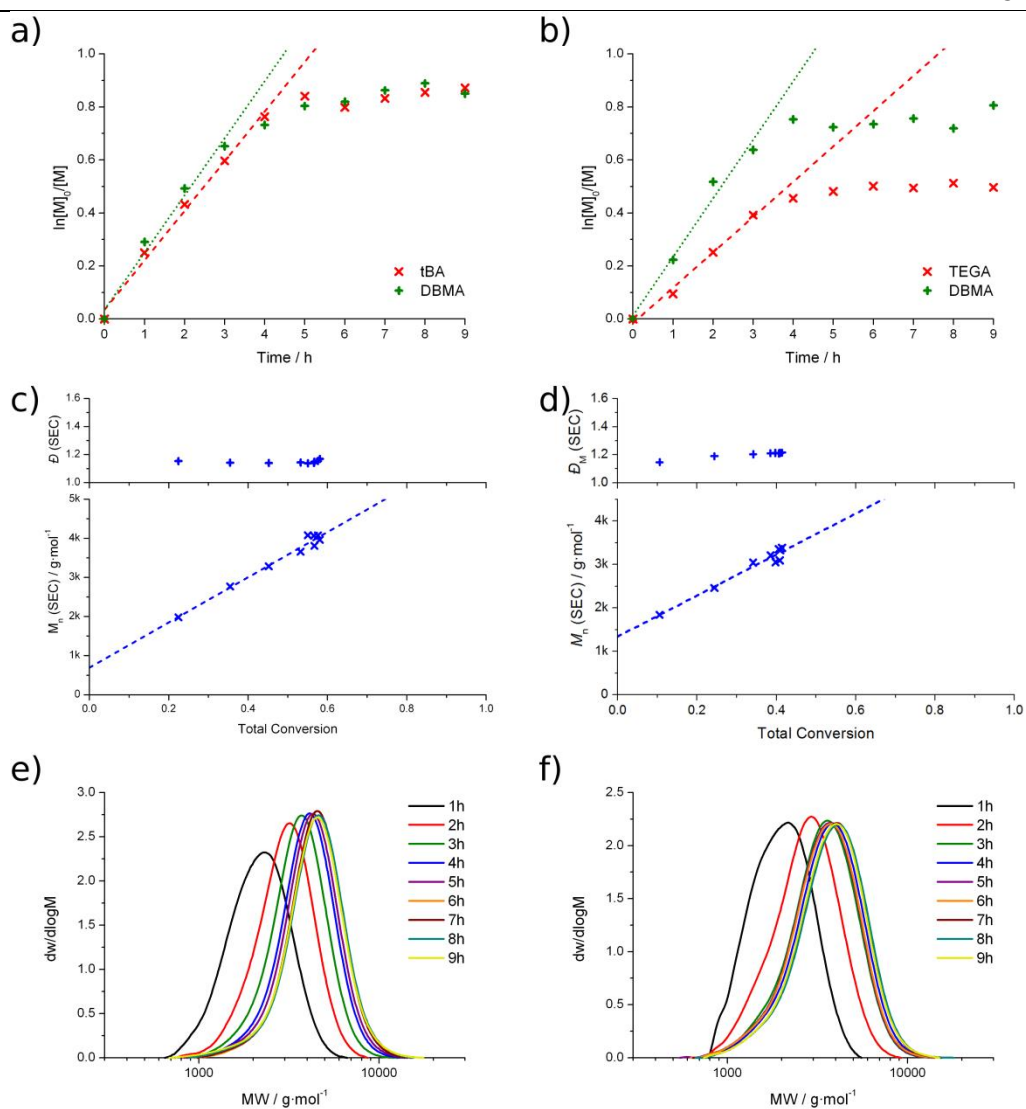 a)
1.0
0.8
0.6
0.4
0.2
0.0
ln[M]₀/[M]
tBA
DBMA
0 1 2 3 4 5 6 7 8 9
Time / h
b)
1.0
0.8
0.6
0.4
0.2
0.0
ln[M]₀/[M]
TEGA
DBMA
0 1 2 3 4 5 6 7 8 9
Time / h
c)
1.6
1.4
1.2
1.0
Đ (SEC)
5k
4k
3k
2k
1k
0
Mₙ (SEC) / g·mol⁻¹
0.0 0.2 0.4 0.6 0.8 1.0
Total Conversion
d)
1.6
1.4
1.2
1.0
Đ_M (SEC)
4k
3k
2k
1k
0
Mₙ (SEC) / g·mol⁻¹
0.0 0.2 0.4 0.6 0.8 1.0
Total Conversion
e)
3.0
2.5
2.0
1.5
1.0
0.5
0.0
dw/dlogM
1h
2h
3h
4h
5h
6h
7h
8h
9h
1000 10000
MW / g·mol⁻¹
f)
2.5
2.0
1.5
1.0
0.5
0.0
dw/dlogM
1h
2h
3h
4h
5h
6h
7h
8h
9h
1000 10000
MW / g·mol⁻¹